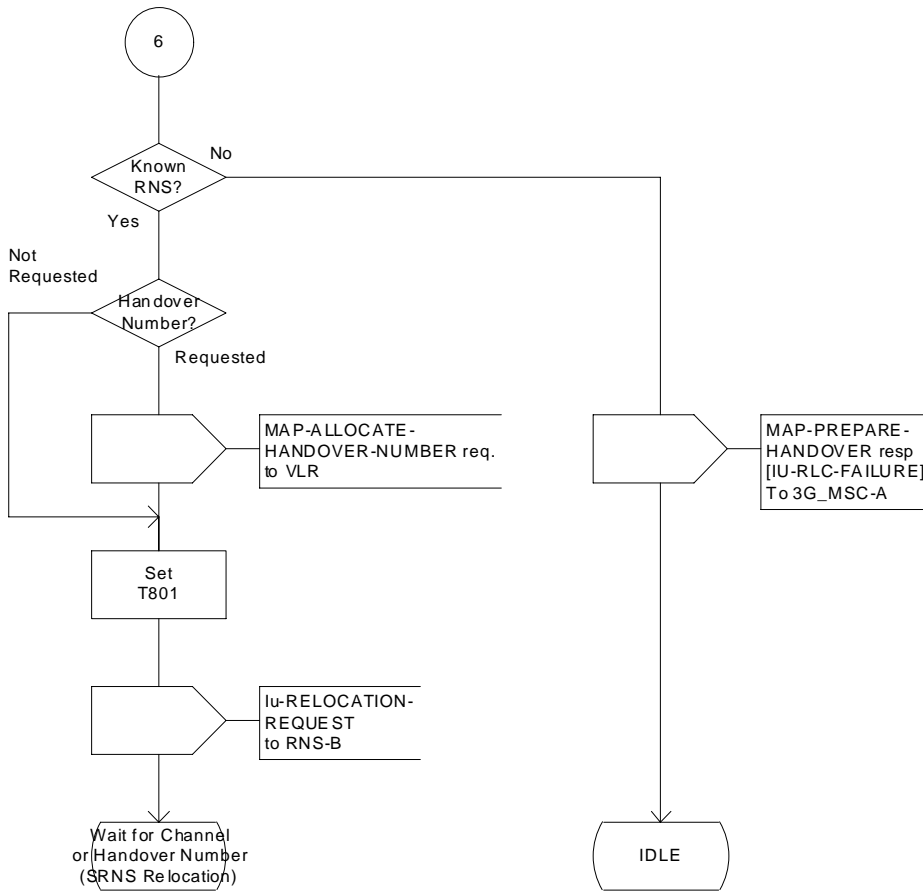 6
Known
RNS?
No
Yes
Not
Requested
Handover
Number?
Requested
MAP-ALLOCATE-
HANDOVER-NUMBER req.
to VLR
MAP-PREPARE-
HANDOVER resp
[IU-RLC-FAILURE]
To 3G_MSC-A
Set
T801
Iu-RELOCATION-
REQUEST
to RNS-B
Wait for Channel
or Handover Number
(SRNS Relocation)
IDLE